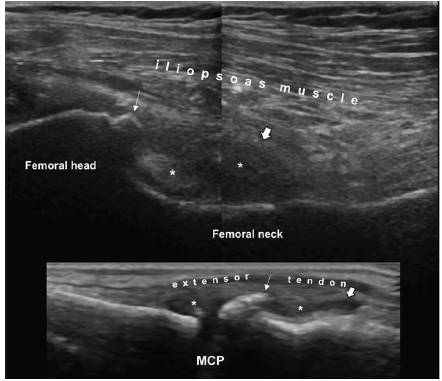 iliopsoas muscle
Femoral head
*
*
Femoral neck
extensor tendon
*
*
MCP